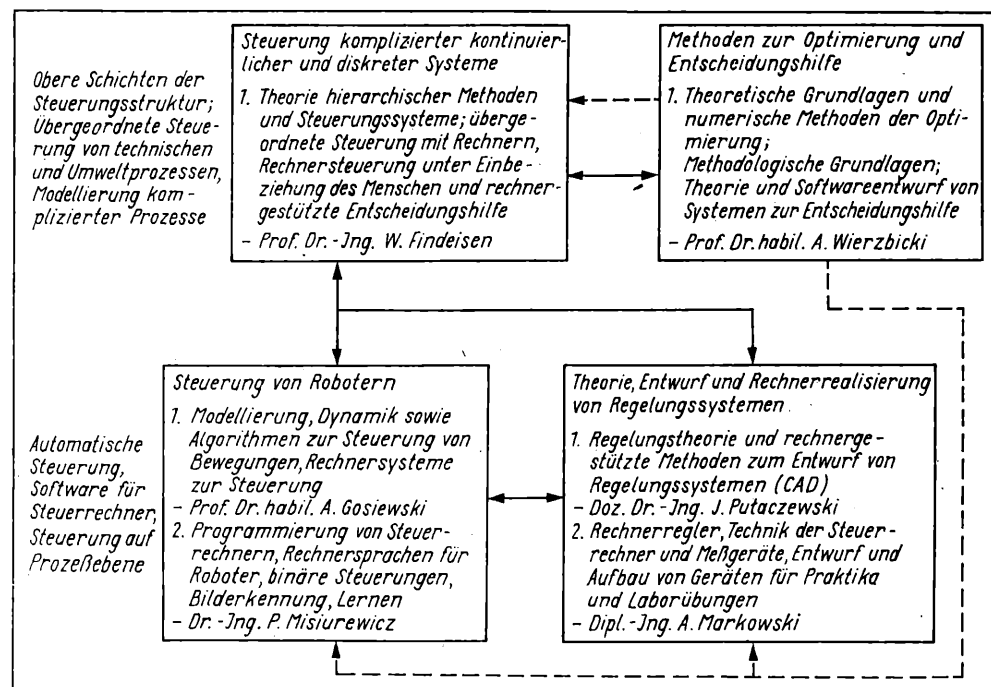 Obere Schichten der
Steuerungsstruktur;
Übergeordnete Steue-
rung von technischen
und Umweltprozessen,
Modellierung kom-
plizierter Prozesse
Steuerung komplizierter kontinuier-
licher und diskreter Systeme
1. Theorie hierarchischer Methoden
und Steuerungssysteme; überge-
ordnete Steuerung mit Rechnern,
Rechnersteuerung unter Einbe-
ziehung des Menschen und rechner-
gestützte Entscheidungshilfe
- Prof. Dr.-Ing. W. Findeisen
Methoden zur Optimierung und
Entscheidungshilfe
1. Theoretische Grundlagen und
numerische Methoden der Opti-
mierung;
Methodologische Grundlagen;
Theorie und Softwareentwurf von
Systemen zur Entscheidungshilfe
- Prof. Dr. habil. A. Wierzbicki
Automatische
Steuerung,
Software für
Steuerrechner,
Steuerung auf
Prozeßebene
Steuerung von Robotern
1. Modellierung, Dynamik sowie
Algorithmen zur Steuerung von
Bewegungen, Rechnersysteme
zur Steuerung
- Prof. Dr. habil. A. Gosiewski
2. Programmierung von Steuer-
rechnern, Rechnersprachen für
Roboter, binäre Steuerungen,
Bilderkennung, Lernen
- Dr.-Ing. P. Misiurewicz
Theorie, Entwurf und Rechnerrealisierung
von Regelungssystemen
1. Regelungstheorie und rechnerge-
stützte Methoden zum Entwurf von
Regelungssystemen (CAD)
- Doz. Dr.-Ing. J. Putaczewski
2. Rechnerregler, Technik der Steuer-
rechner und Meßgeräte, Entwurf und
Aufbau von Geräten für Praktika
und Laborübungen
- Dipl.-Ing. A. Markowski